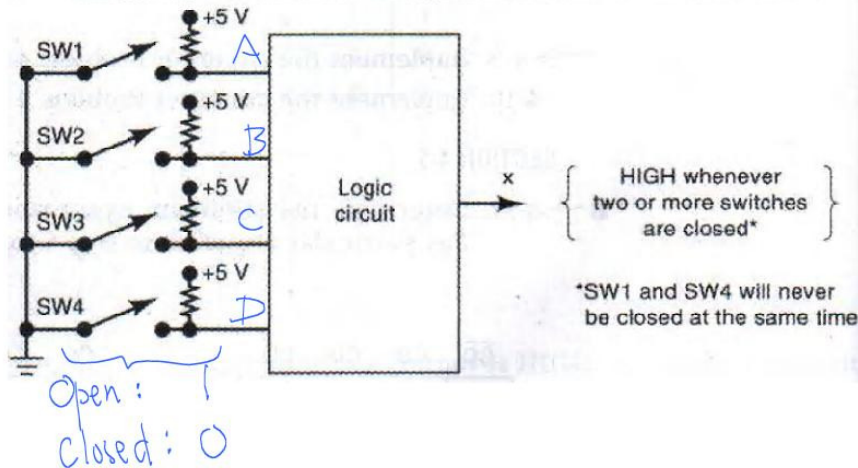 +5 V
SW1
A
+5 V
SW2
B
+5 V
SW3
C
+5 V
SW4
D
Logic
circuit
x
HIGH whenever
two or more switches
are closed*
*SW1 and SW4 will never
be closed at the same time
Open : 1
Closed : 0